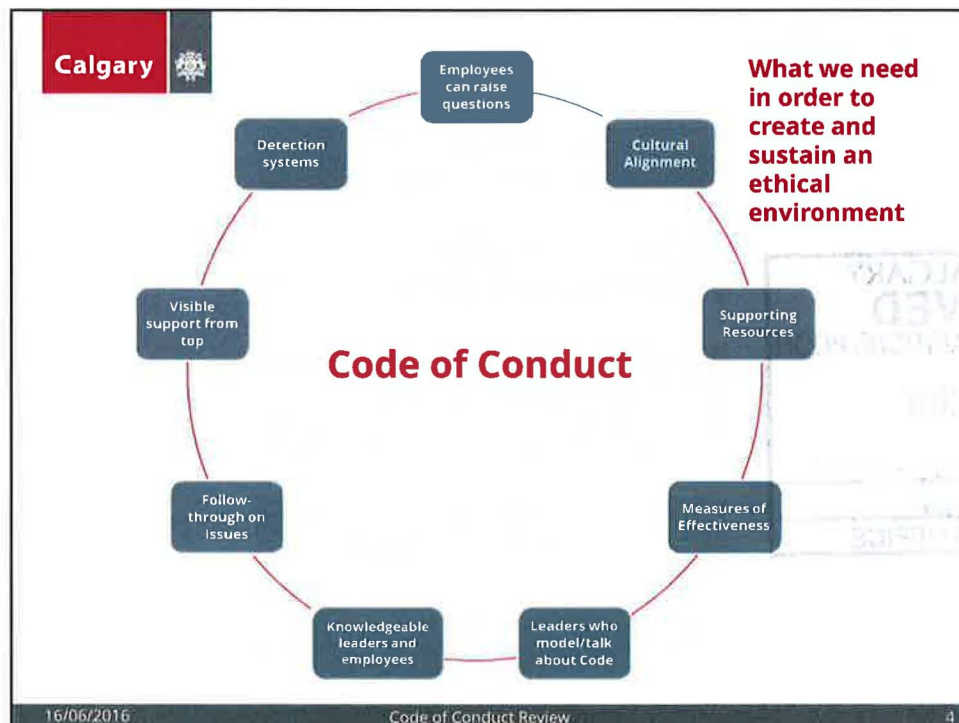 Calgary
What we need
in order to
create and
sustain an
ethical
environment
Employees
can raise
questions
Cultural
Alignment
Supporting
Resources
Measures of
Effectiveness
Leaders who
model/talk
about Code
Knowledgeable
leaders and
employees
Follow-
through on
Issues
Visible
support from
top
Detection
systems
Code of Conduct
16/06/2016
Code of Conduct Review
4